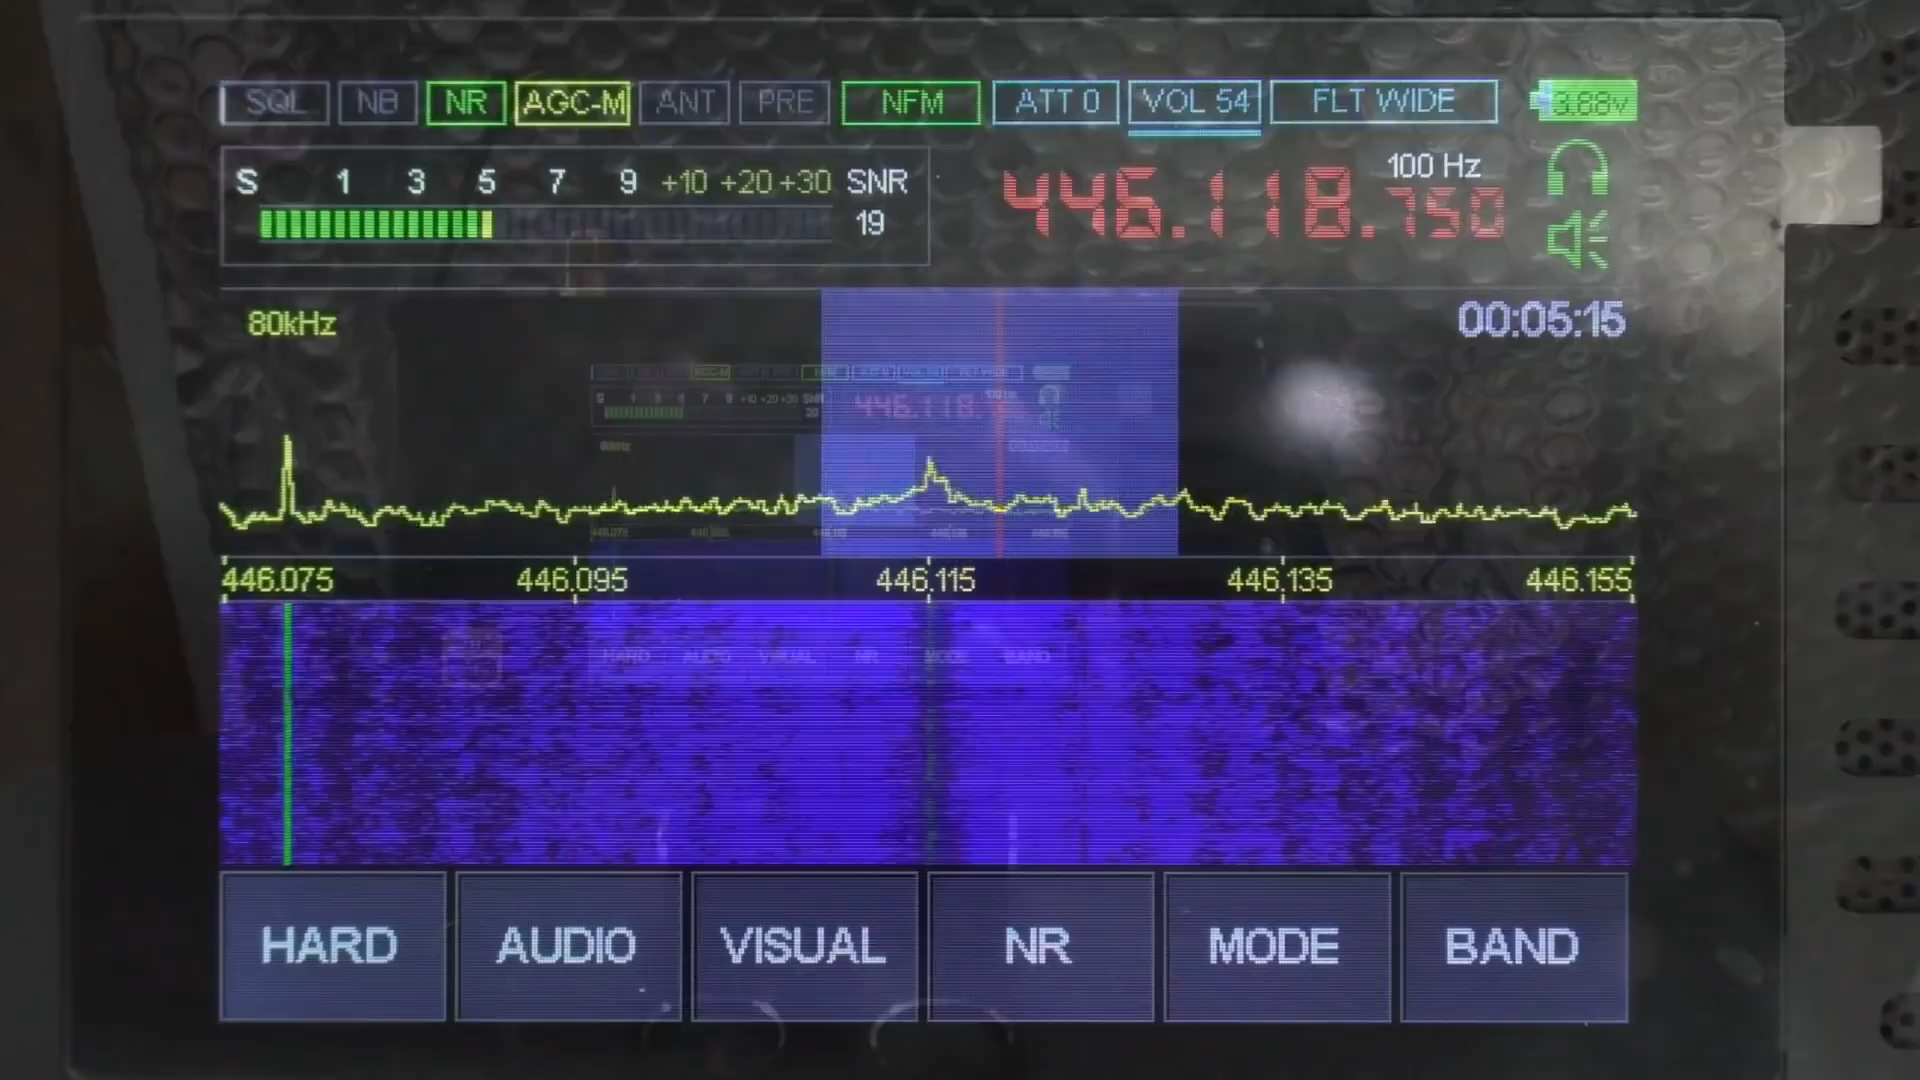 SQL NB NR AGC-M ANT PRE NFM ATT 0 VOL 54 FLT WIDE 3.88v
S 1 3 5 7 9 +10 +20 +30 SNR
19
446.118.750
100 Hz
80kHz
00:05:15
446.075 446.095 446.115 446.135 446.155
HARD AUDIO VISUAL NR MODE BAND